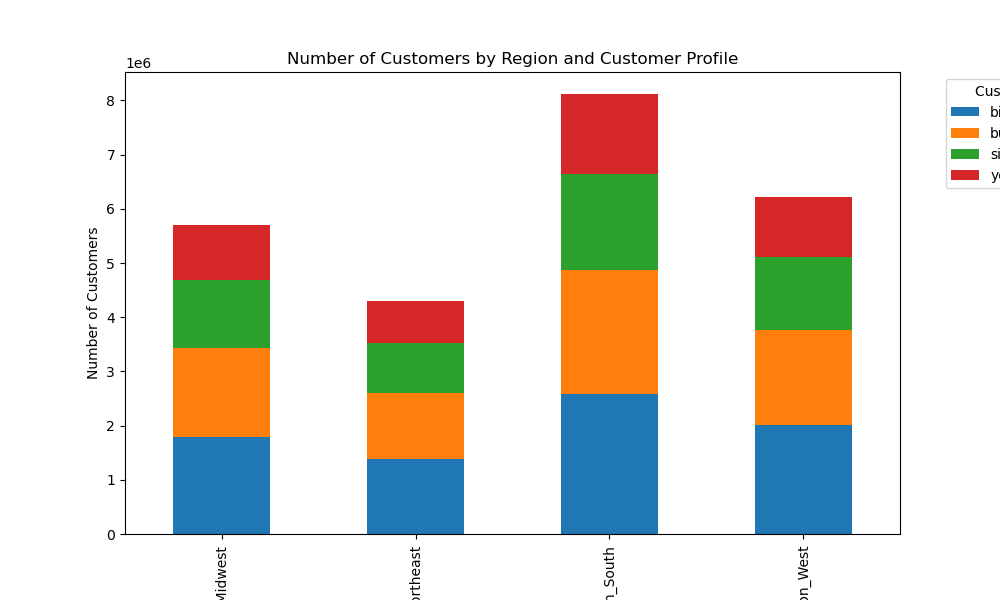 Number of Customers by Region and Customer Profile
1e6
8
7
6
5
4
3
2
1
0
Number of Customers
Midwest
ortheast
n_South
on_West
Cus
bi
bu
si
yo